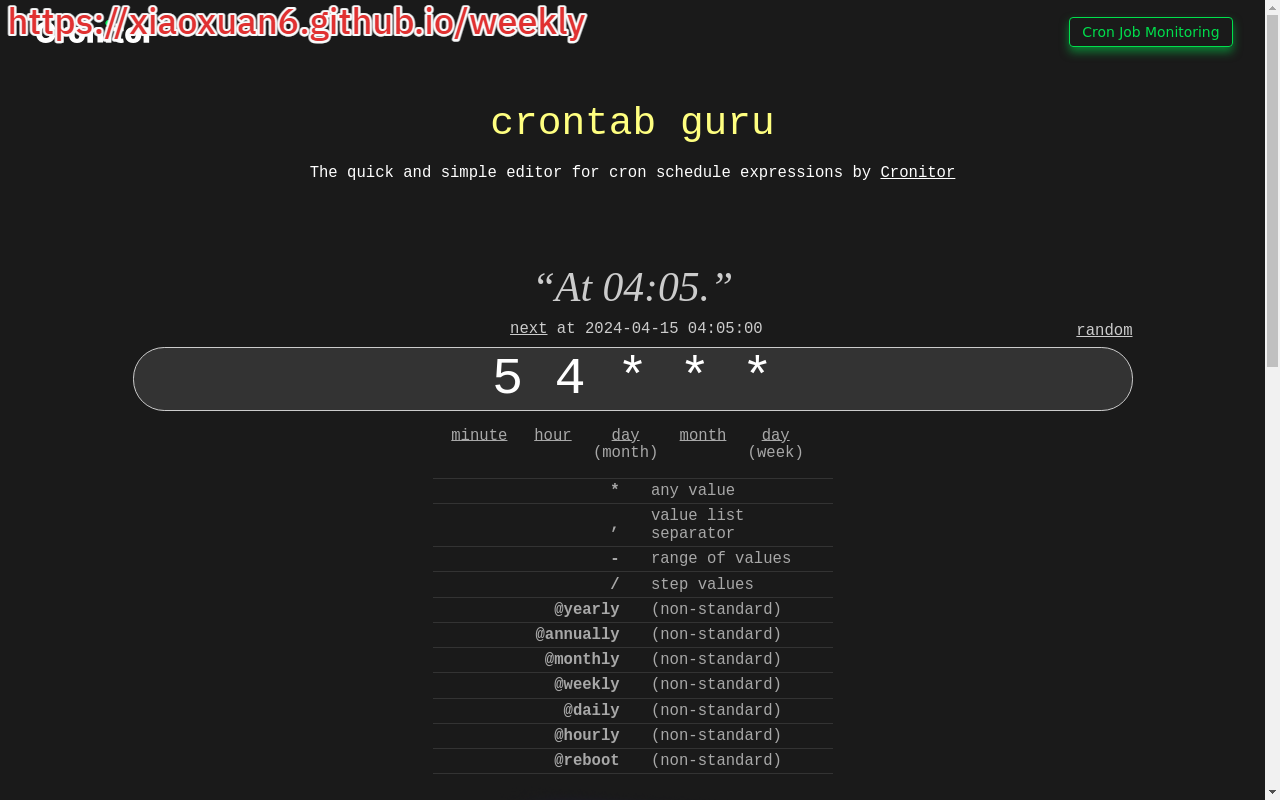 https://xiaoxuan6.github.io/weekly
Cron Job Monitoring
crontab guru
The quick and simple editor for cron schedule expressions by Cronitor
“At 04:05.”
next at 2024-04-15 04:05:00
random
5 4 * * *
minute hour day (month) month day (week)
* any value
, value list separator
- range of values
/ step values
@yearly (non-standard)
@annually (non-standard)
@monthly (non-standard)
@weekly (non-standard)
@daily (non-standard)
@hourly (non-standard)
@reboot (non-standard)